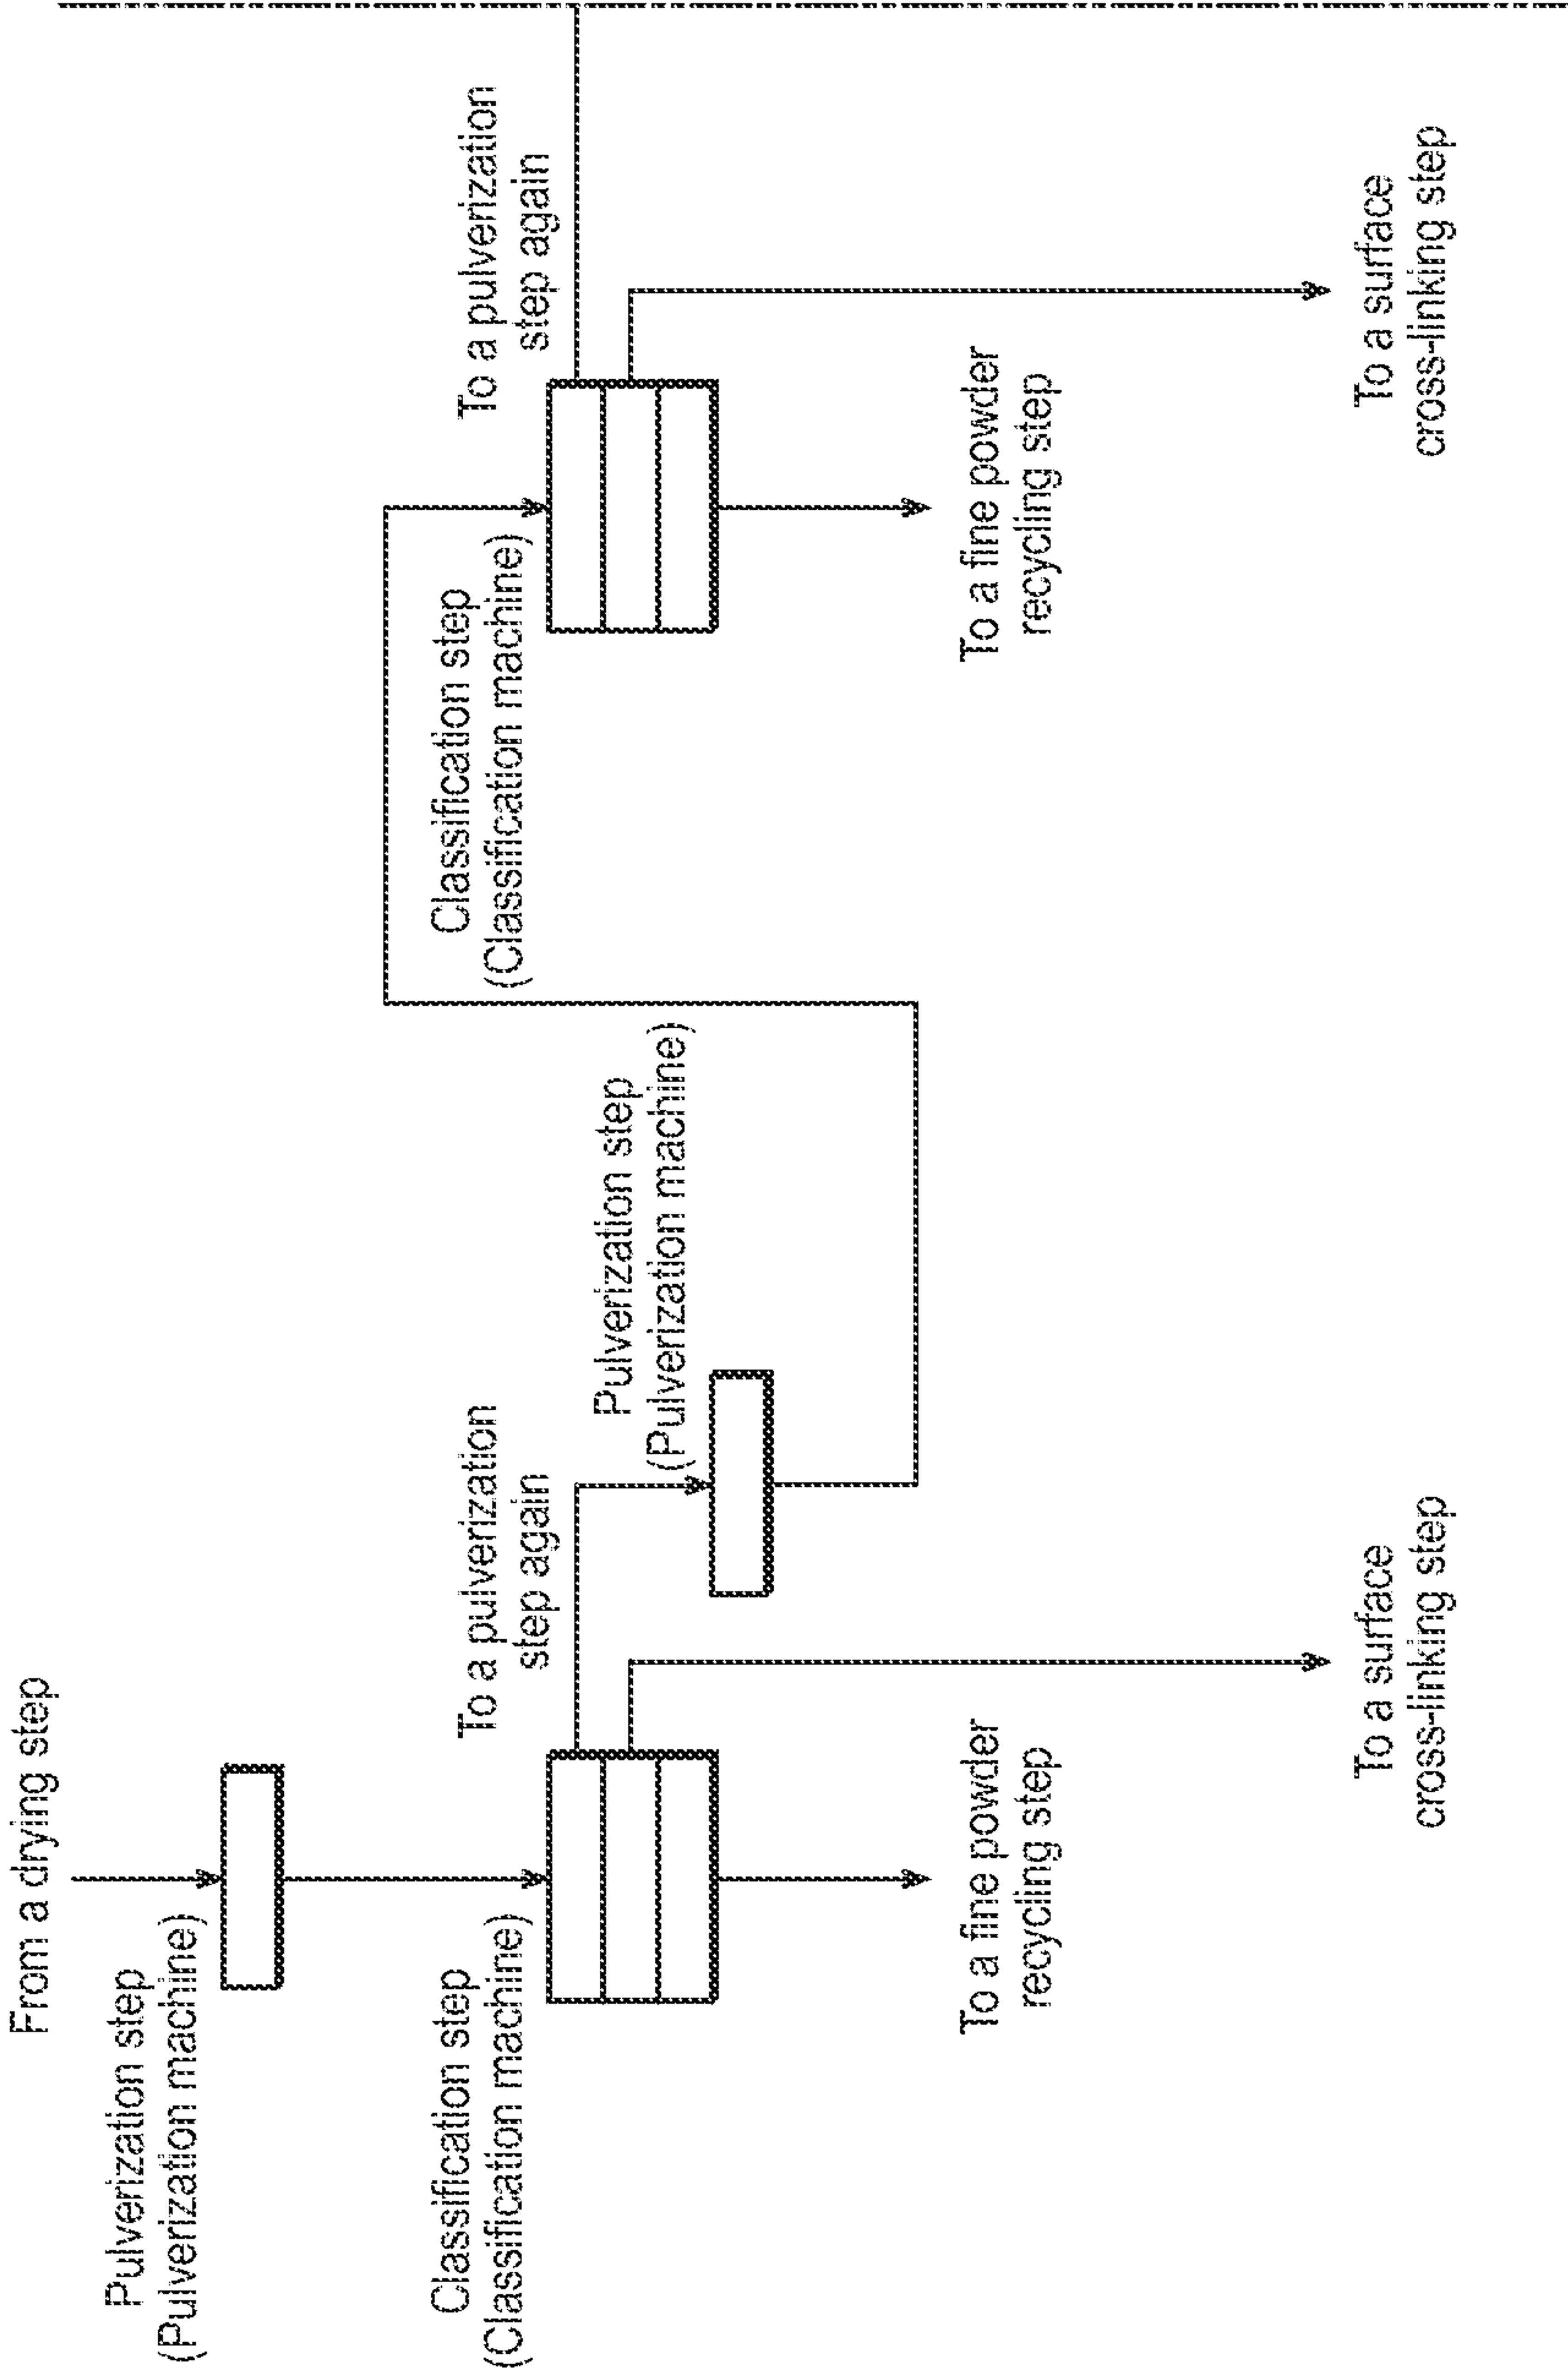 From a drying step
Pulverization step
(Pulverization machine)
Classification step
(Classification machine)
To a pulverization
step again
To a fine powder
recycling step
To a surface
cross-linking step
Pulverization step
(Pulverization machine)
Classification step
(Classification machine)
To a pulverization
step again
To a fine powder
recycling step
To a surface
cross-linking step